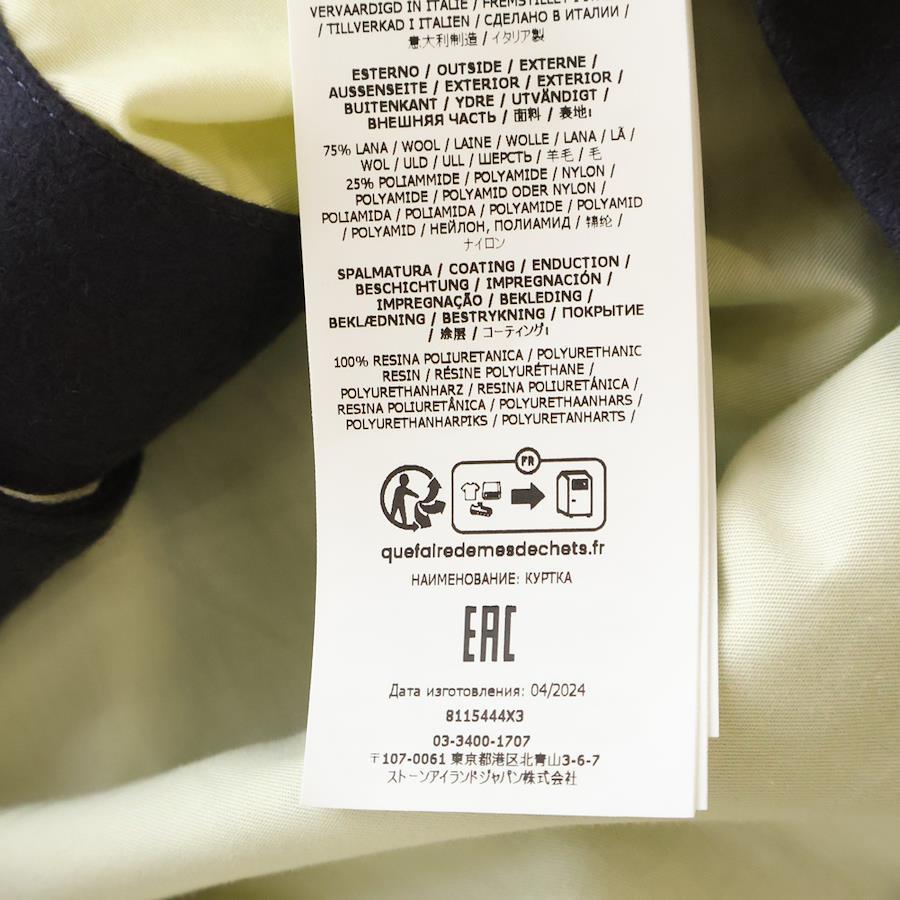 VERVAARDIGD IN ITALIË / FREMSTILLET
/ TILLVERKAD I ITALIEN / СДЕЛАНО В ИТАЛИИ /
意大利制造 / イタリア製
ESTERNO / OUTSIDE / EXTERNE /
AUSSENSEITE / EXTERIOR / EXTERIOR /
BUITENKANT / YDRE / UTVÄNDIGT /
ВНЕШНЯЯ ЧАСТЬ / 面料 / 表地
75% LANA / WOOL / LAINE / WOLLE / LANA / LÃ /
WOL / ULD / ULL / ШЕРСТЬ / 羊毛 / 毛
25% POLIAMMIDE / POLYAMIDE / NYLON /
POLYAMIDE / POLYAMID ODER NYLON /
POLIAMIDA / POLIAMIDA / POLYAMIDE / POLYAMID
/ POLYAMID / НЕЙЛОН, ПОЛИАМИД / 锦纶 /
ナイロン
SPALMATURA / COATING / ENDUCTION /
BESCHICHTUNG / IMPREGNACIÓN /
IMPREGNAÇÃO / BEKLEDING /
BEKLÆDNING / BESTRYKNING / ПОКРЫТИЕ
/ 涂层 / コーティング
100% RESINA POLIURETANICA / POLYURETHANIC
RESIN / RÉSINE POLYURÉTHANE /
POLYURETHANHARZ / RESINA POLIURETÁNICA /
RESINA POLIURETÂNICA / POLYURETHAANHARS /
POLYURETHANHARPIKS / POLYURETANHARTS /
FR
quefairedemesdechets.fr
НАИМЕНОВАНИЕ: КУРТКА
EAC
Дата изготовления: 04/2024
8115444X3
03-3400-1707
〒107-0061 東京都港区北青山3-6-7
ストーンアイランドジャパン株式会社